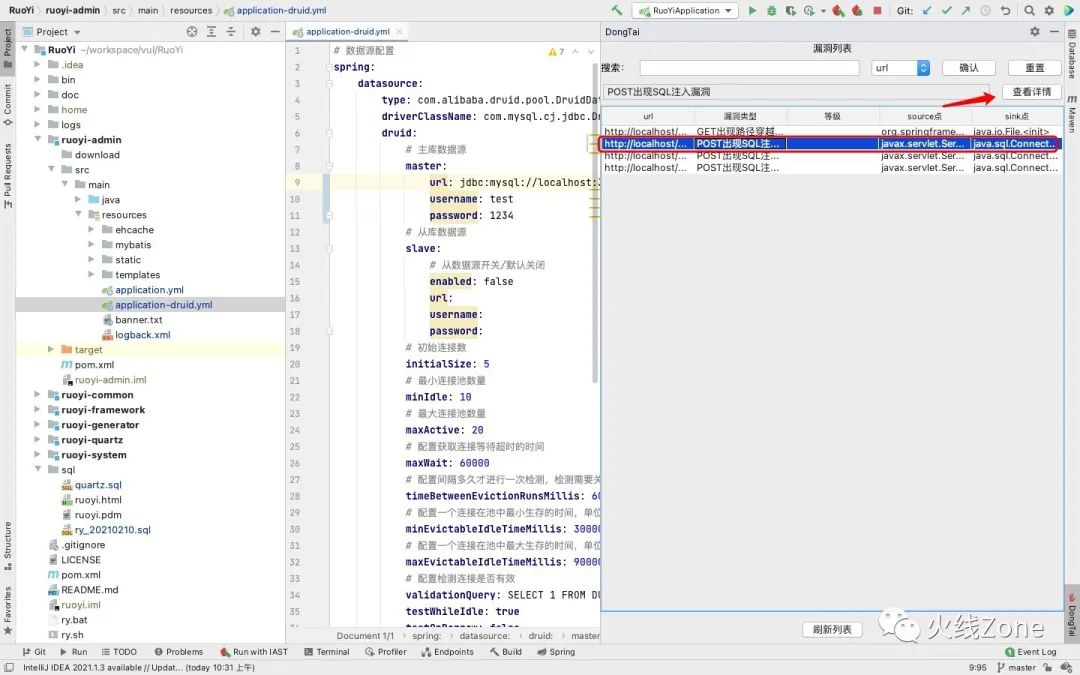 RuoYi › ruoyi-admin › src › main › resources › application-druid.yml
RuoYiApplication
Git:
Project
RuoYi ~/workspace/vul/RuoYi
.idea
bin
doc
home
logs
ruoyi-admin
download
src
main
java
resources
ehcache
mybatis
static
templates
application.yml
application-druid.yml
banner.txt
logback.xml
target
pom.xml
ruoyi-admin.iml
ruoyi-common
ruoyi-framework
ruoyi-generator
ruoyi-quartz
ruoyi-system
sql
quartz.sql
ruoyi.html
ruoyi.pdm
ry_20210210.sql
.gitignore
LICENSE
pom.xml
README.md
ruoyi.iml
ry.bat
ry.sh
Project
Commit
Pull Requests
Structure
Favorites
application-druid.yml
7
1 # 数据源配置
2 spring:
3 datasource:
4 type: com.alibaba.druid.pool.DruidDat
5 driverClassName: com.mysql.cj.jdbc.D
6 druid:
7 # 主库数据源
8 master:
9 url: jdbc:mysql://localhost:
10 username: test
11 password: 1234
12 # 从库数据源
13 slave:
14 # 从数据源开关/默认关闭
15 enabled: false
16 url:
17 username:
18 password:
19 # 初始连接数
20 initialSize: 5
21 # 最小连接池数量
22 minIdle: 10
23 # 最大连接池数量
24 maxActive: 20
25 # 配置获取连接等待超时的时间
26 maxWait: 60000
27 # 配置间隔多久才进行一次检测，检测需要关
28 timeBetweenEvictionRunsMillis: 60
29 # 配置一个连接在池中最小生存的时间，单位
30 minEvictableIdleTimeMillis: 30000
31 # 配置一个连接在池中最大生存的时间，单位
32 maxEvictableIdleTimeMillis: 90000
33 # 配置检测连接是否有效
34 validationQuery: SELECT 1 FROM DU
35 testWhileIdle: true
Document 1/1 › spring: › datasource: › druid: › master
DongTai
漏洞列表
搜索:
url
确认
重置
POST出现SQL注入漏洞
查看详情
url 漏洞类型 等级 source点 sink点
http://localhost/... GET出现路径穿越... org.springframe... java.io.File.<init>
http://localhost/... POST出现SQL注... javax.servlet.Ser... java.sql.Connect...
http://localhost/... POST出现SQL注... javax.servlet.Ser... java.sql.Connect...
http://localhost/... POST出现SQL注... javax.servlet.Ser... java.sql.Connect...
刷新列表
火线Zone
Database
Maven
DongTai
Git
Run
TODO
Problems
Run with IAST
Terminal
Profiler
Endpoints
Build
Spring
1 Event Log
IntelliJ IDEA 2021.1.3 available // Updat... (today 10:31 上午)
9:95
master